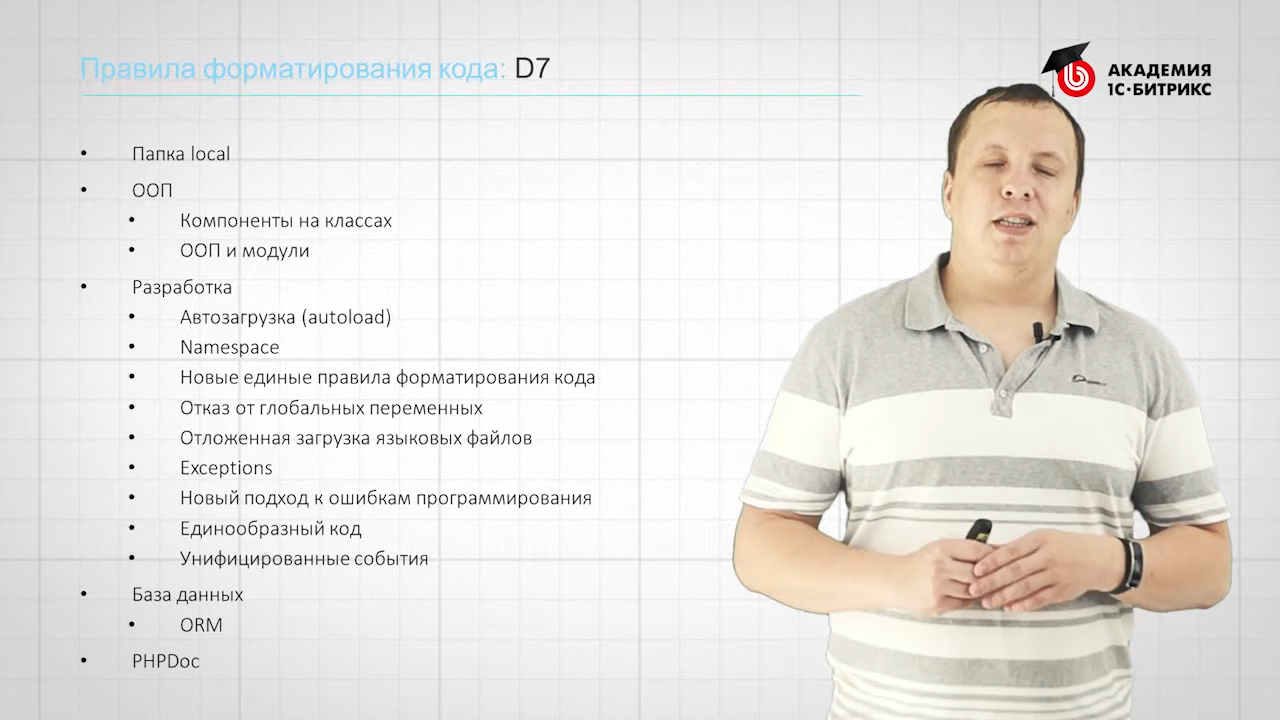 Правила форматирования кода: D7
АКАДЕМИЯ
1С·БИТРИКС
• Папка local
• ООП
• Компоненты на классах
• ООП и модули
• Разработка
• Автозагрузка (autoload)
• Namespace
• Новые единые правила форматирования кода
• Отказ от глобальных переменных
• Отложенная загрузка языковых файлов
• Exceptions
• Новый подход к ошибкам программирования
• Единообразный код
• Унифицированные события
• База данных
• ORM
• PHPDoc